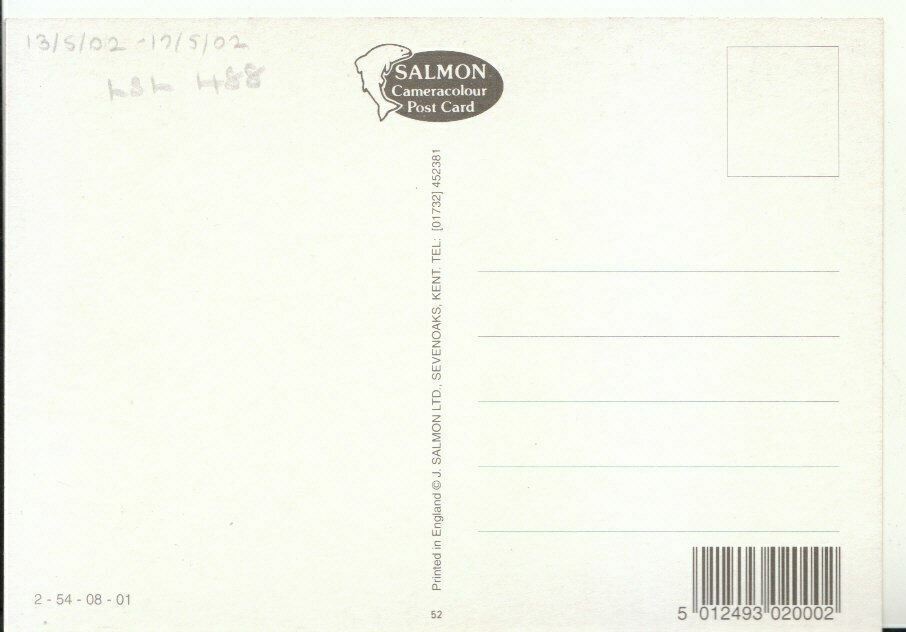 13/5/02 - 17/5/02
LSL 488
SALMON
Cameracolour
Post Card
Printed in England © J. SALMON LTD., SEVENOAKS, KENT. TEL: [01732] 452381
2 - 54 - 08 - 01
52
5 012493 020002